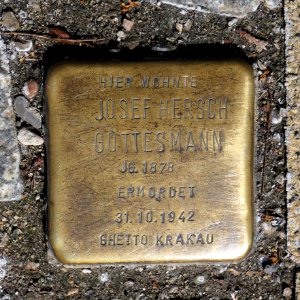 HIER WOHNTE
JOSEF HERSCH
GOTTESMANN
JG. 1878
ERMORDET
31.10.1942
GHETTO KRAKAU